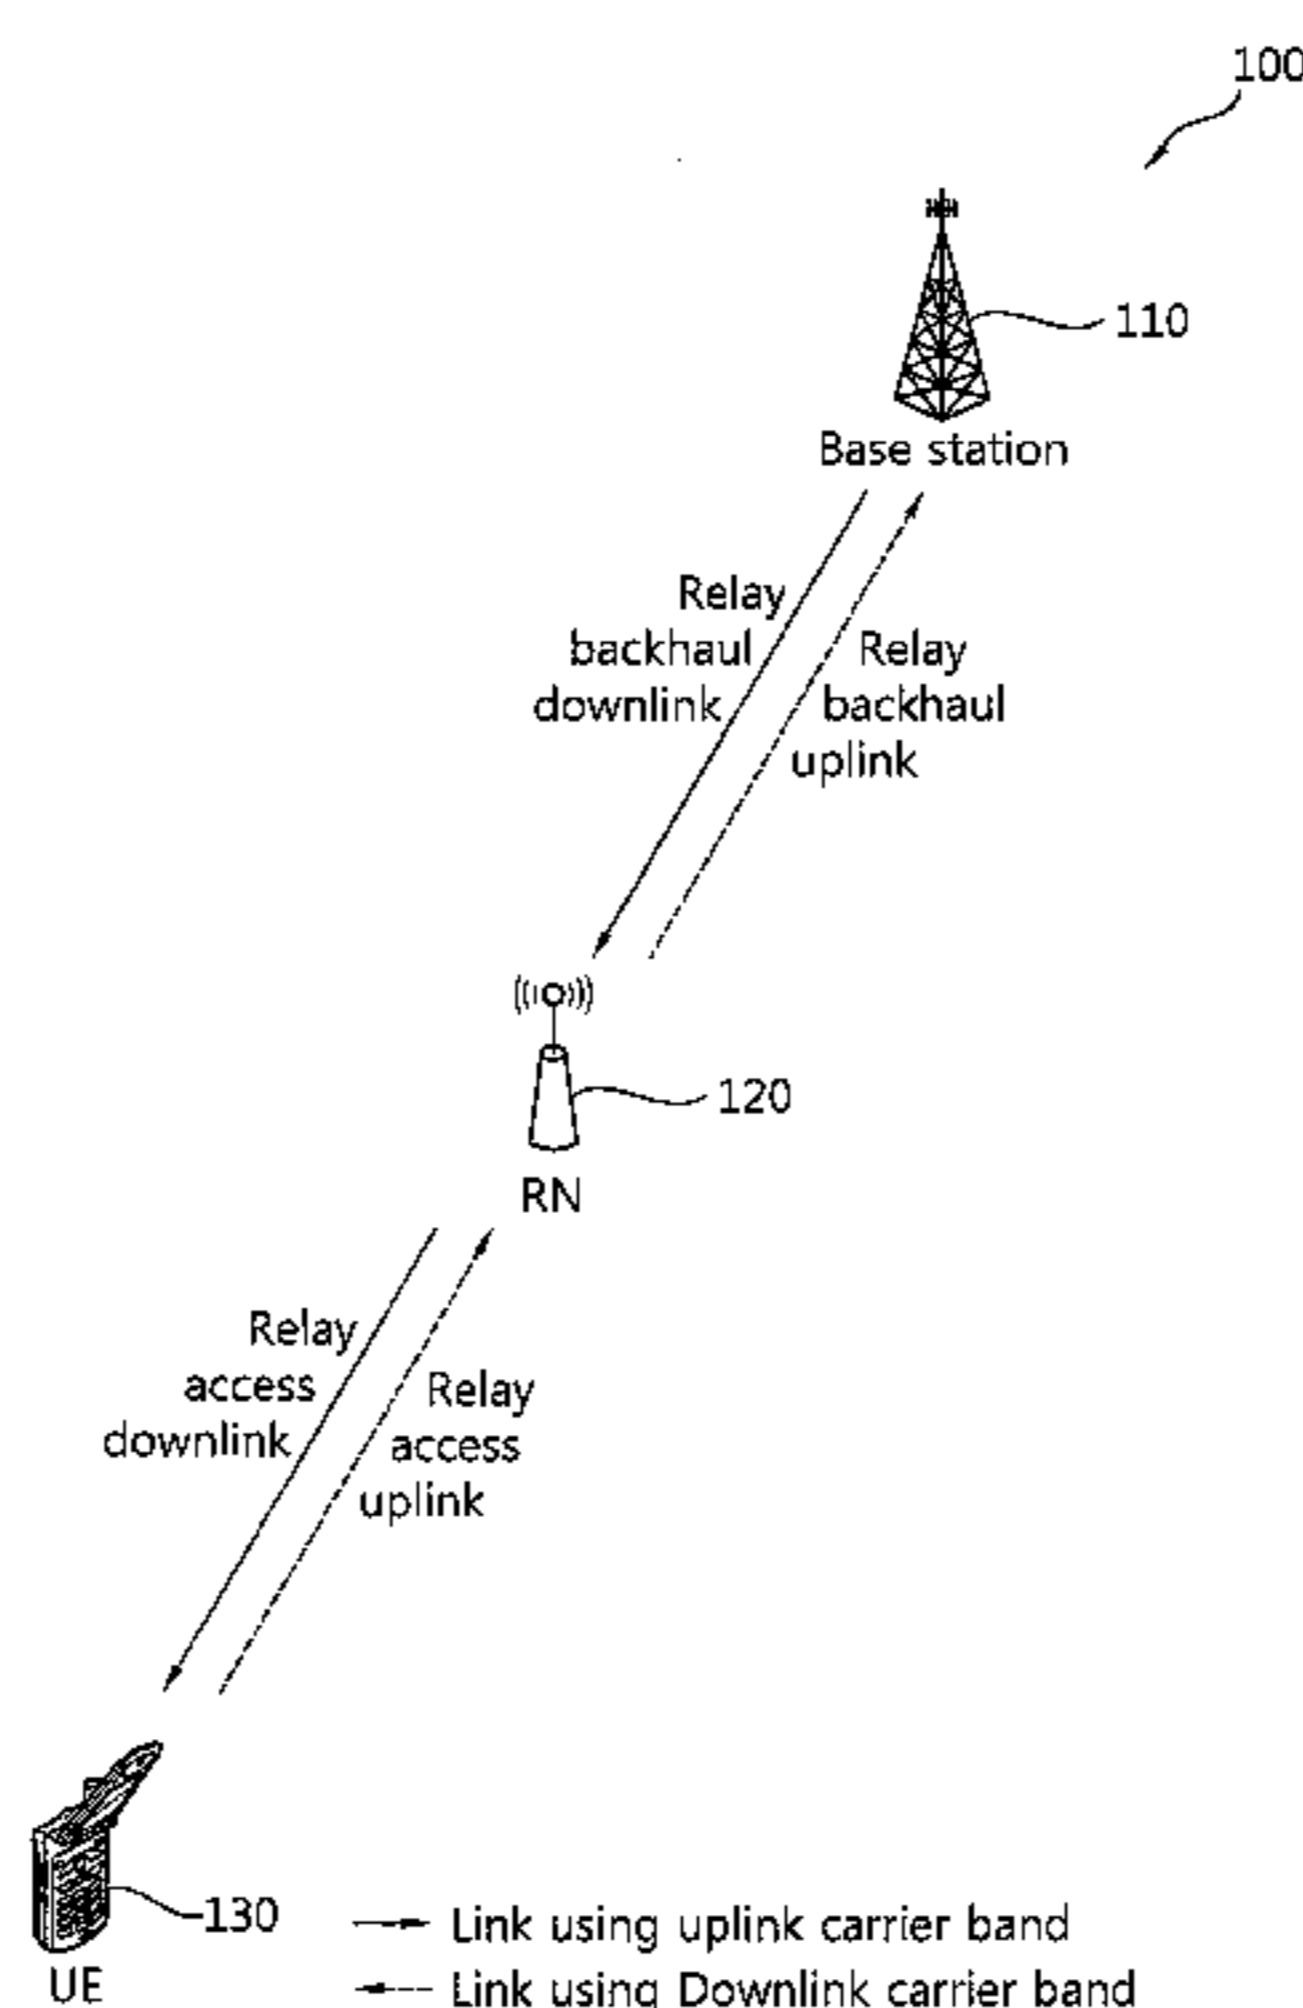 100
110
Base station
Relay
backhaul
downlink
Relay
backhaul
uplink
120
RN
Relay
access
downlink
Relay
access
uplink
130
UE
Link using uplink carrier band
Link using Downlink carrier band